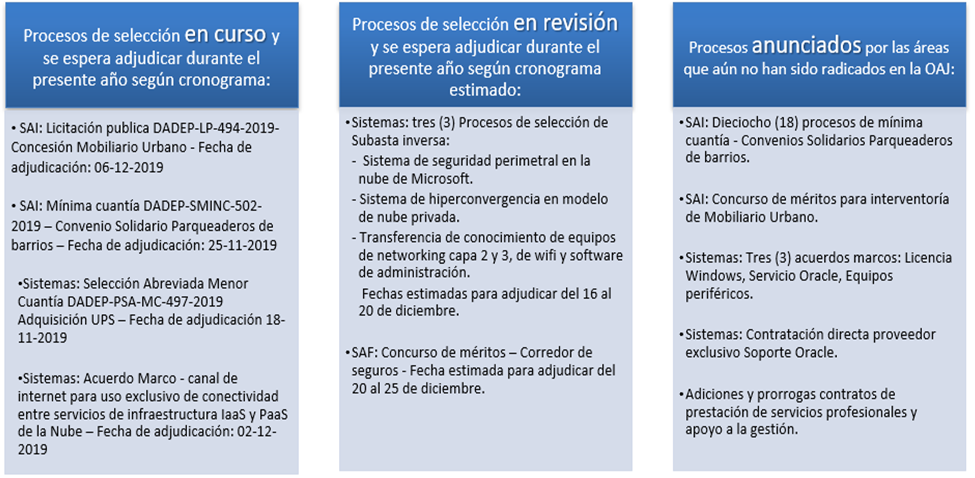 Procesos de selección en curso y
se espera adjudicar durante el
presente año según cronograma:
• SAI: Licitación publica DADEP-LP-494-2019-
Concesión Mobiliario Urbano - Fecha de
adjudicación: 06-12-2019
• SAI: Mínima cuantía DADEP-SMINC-502-
2019 – Convenio Solidario Parqueaderos de
barrios – Fecha de adjudicación: 25-11-2019
•Sistemas: Selección Abreviada Menor
Cuantía DADEP-PSA-MC-497-2019
Adquisición UPS – Fecha de adjudicación 18-
11-2019
•Sistemas: Acuerdo Marco - canal de
internet para uso exclusivo de conectividad
entre servicios de infraestructura IaaS y PaaS
de la Nube – Fecha de adjudicación: 02-12-
2019
Procesos de selección en revisión
y se espera adjudicar durante el
presente año según cronograma
estimado:
•Sistemas: tres (3) Procesos de selección de
Subasta inversa:
- Sistema de seguridad perimetral en la
nube de Microsoft.
- Sistema de hiperconvergencia en modelo
de nube privada.
- Transferencia de conocimiento de equipos
de networking capa 2 y 3, de wifi y software
de administración.
Fechas estimadas para adjudicar del 16 al
20 de diciembre.
•SAF: Concurso de méritos – Corredor de
seguros - Fecha estimada para adjudicar del
20 al 25 de diciembre.
Procesos anunciados por las áreas
que aún no han sido radicados en la OAJ:
•SAI: Dieciocho (18) procesos de mínima
cuantía - Convenios Solidarios Parqueaderos
de barrios.
•SAI: Concurso de méritos para interventoría
de Mobiliario Urbano.
•Sistemas: Tres (3) acuerdos marcos: Licencia
Windows, Servicio Oracle, Equipos
periféricos.
•Sistemas: Contratación directa proveedor
exclusivo Soporte Oracle.
•Adiciones y prorrogas contratos de
prestación de servicios profesionales y
apoyo a la gestión.